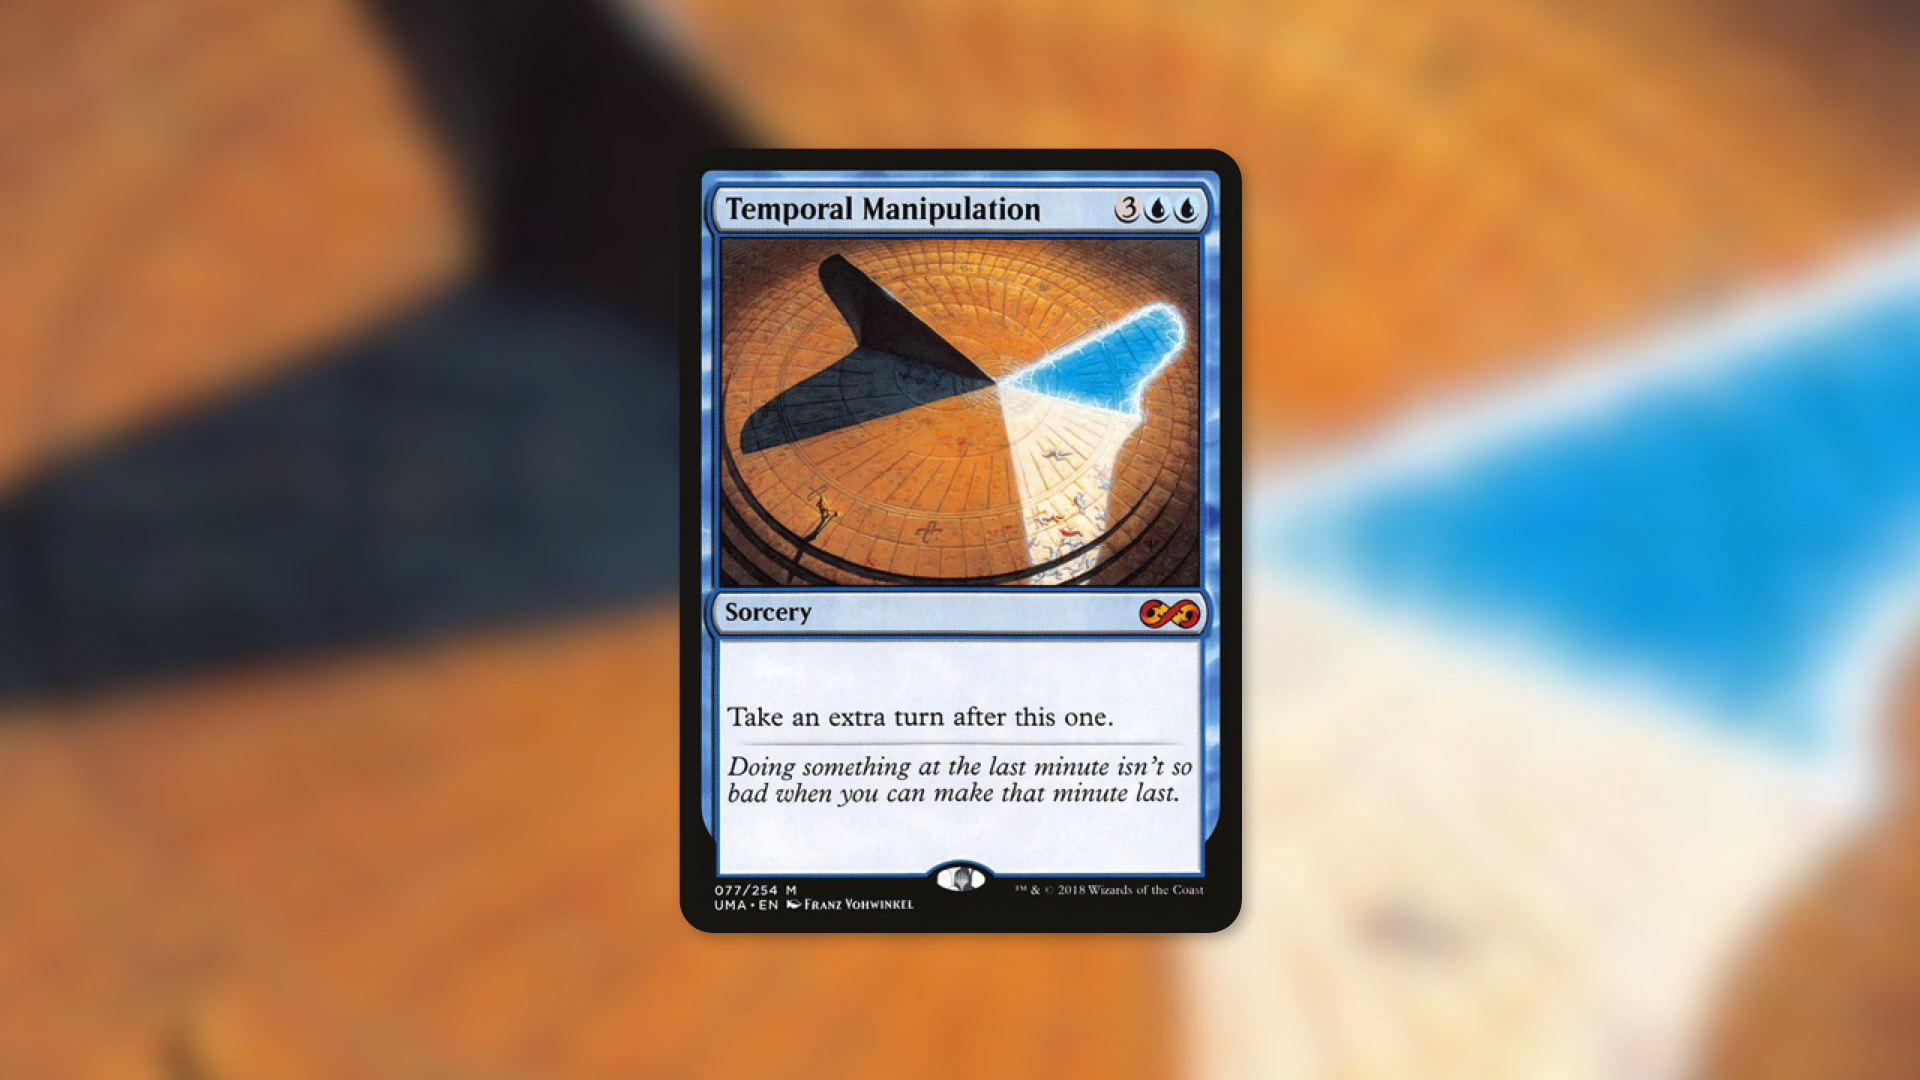 Temporal Manipulation 3
Sorcery
Take an extra turn after this one.
Doing something at the last minute isn't so
bad when you can make that minute last.
077/254 M
UMA • EN Franz Vohwinkel
™ & © 2018 Wizards of the Coast